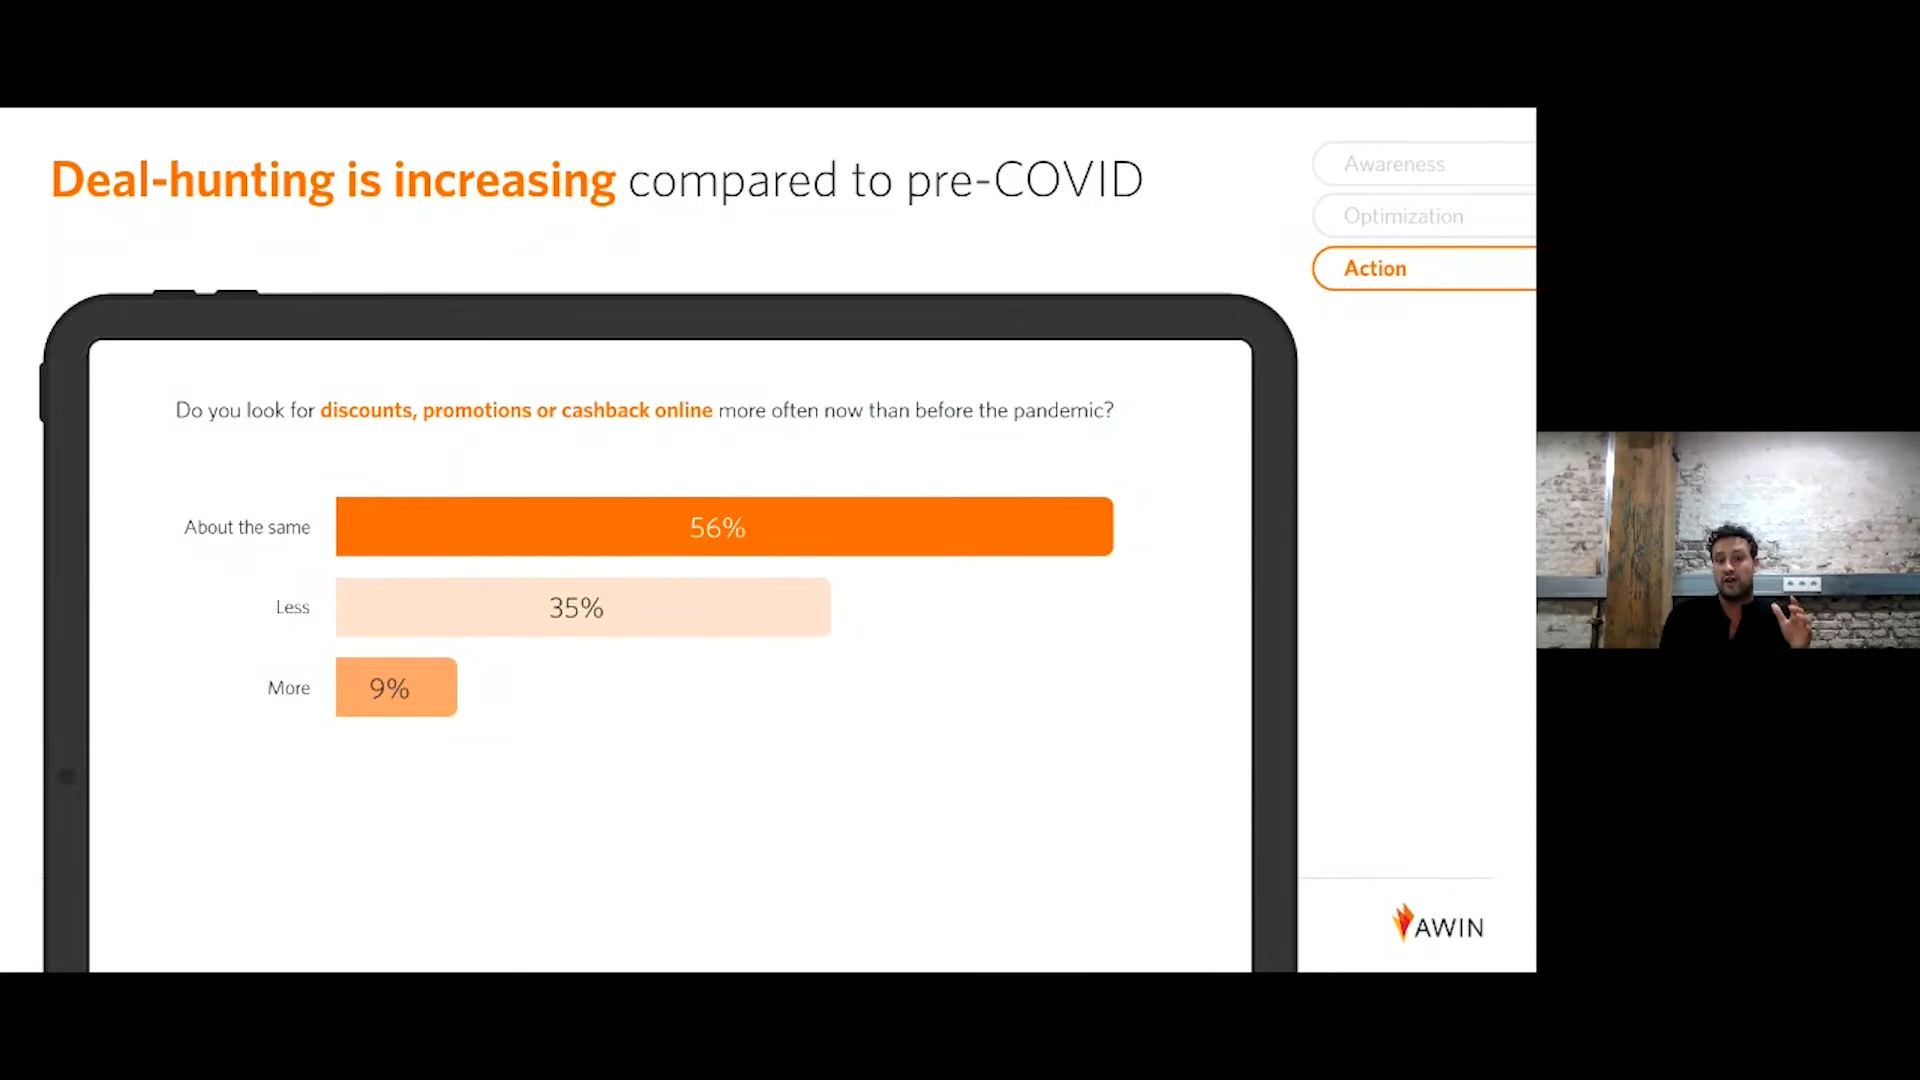 Deal-hunting is increasing compared to pre-COVID
Awareness
Optimization
Action
Do you look for discounts, promotions or cashback online more often now than before the pandemic?
About the same
56%
Less
35%
More
9%
AWIN